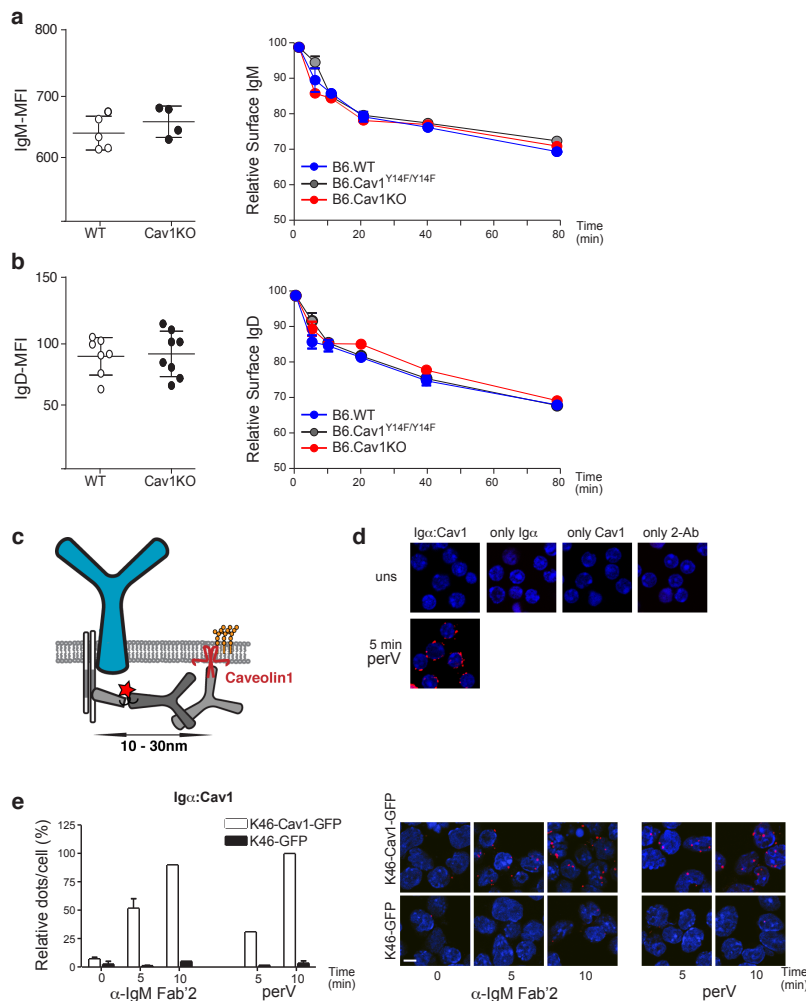 a
800
700
600
IgM-MFI
WT
Cav1KO
100
90
80
70
60
50
Relative Surface IgM
B6.WT
B6.Cav1Y14F/Y14F
B6.Cav1KO
0
20
40
60
80
Time
(min)
b
150
100
50
IgD-MFI
WT
Cav1KO
100
90
80
70
60
50
Relative Surface IgD
B6.WT
B6.Cav1Y14F/Y14F
B6.Cav1KO
0
20
40
60
80
Time
(min)
c
Caveolin1
10 - 30nm
d
Igα:Cav1
only Igα
only Cav1
only 2-Ab
uns
5 min
perV
e
Igα:Cav1
K46-Cav1-GFP
K46-GFP
125
100
75
50
25
0
Relative dots/cell (%)
0
5
10
5
10
Time
(min)
α-IgM Fab'2
perV
K46-Cav1-GFP
K46-GFP
0
5
10
5
10
Time
(min)
α-IgM Fab'2
perV